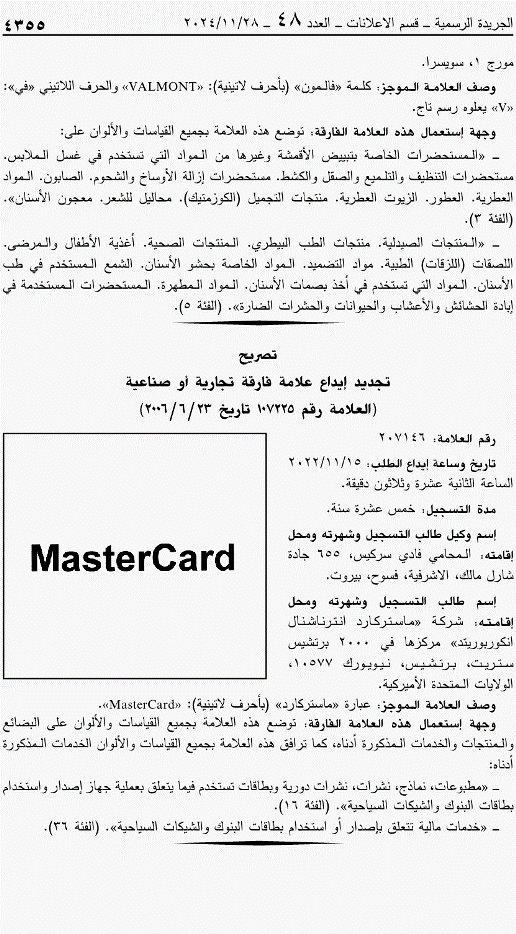 الجريدة الرسمية ـ قسم الاعلانات ـ العدد ٤٨ ـ ٢٠٢٤/١١/٢٨
٤٣٥٥
مورج ١، سويسرا.
وصف العلامة الموجز: كلمة «فالمون» (بأحرف لاتينية): «VALMONT» والحرف اللاتيني «في»:
«V» يعلوه رسم تاج.
وجهة إستعمال هذه العلامة الفارقة: توضع هذه العلامة بجميع القياسات والألوان على:
ـ «المستحضرات الخاصة بتبييض الأقمشة وغيرها من المواد التي تستخدم في غسل الملابس.
مستحضرات التنظيف والتلميع والصقل والكشط. مستحضرات إزالة الأوساخ والشحوم. الصابون. المواد
العطرية. العطور. الزيوت العطرية. منتجات التجميل (الكوزمتيك). محاليل للشعر. معجون الأسنان».
(الفئة ٣).
ـ «المنتجات الصيدلية. منتجات الطب البيطري. المنتجات الصحية. أغذية الأطفال والمرضى.
اللصقات (اللزقات) الطبية. مواد التضميد. المواد الخاصة بحشو الأسنان. الشمع المستخدم في طب
الأسنان. المواد التي تستخدم في أخذ بصمات الأسنان. المواد المطهرة. المستحضرات المستخدمة في
إبادة الحشائش والأعشاب والحيوانات والحشرات الضارة». (الفئة ٥).
تصريح
تجديد إيداع علامة فارقة تجارية أو صناعية
(العلامة رقم ١٠٧٢٢٥ تاريخ ٢٠٠٦/٦/٢٣)
رقم العلامة: ٢٠٧١٤٦
تاريخ وساعة إيداع الطلب: ٢٠٢٢/١١/١٥
الساعة الثانية عشرة وثلاثون دقيقة.
مدة التسجيل: خمس عشرة سنة.
إسم وكيل طالب التسجيل وشهرته ومحل
إقامته: المحامي فادي سركيس، ٦٥٥ جادة
شارل مالك، الاشرفية، فسوح، بيروت.
إسم طالب التسجيل وشهرته ومحل
إقامته: شركة «ماستركارد انترناشنال
انكوربوريتد» مركزها في ٢٠٠٠ برتشيس
ستريت، برتشيس، نيويورك ١٠٥٧٧،
الولايات المتحدة الأميركية.
MasterCard
وصف العلامة الموجز: عبارة «ماستركارد» (بأحرف لاتينية): «MasterCard».
وجهة إستعمال هذه العلامة الفارقة: توضع هذه العلامة بجميع القياسات والألوان على البضائع
والمنتجات والخدمات المذكورة أدناه، كما ترافق هذه العلامة بجميع القياسات والألوان الخدمات المذكورة
أدناه:
ـ «مطبوعات، نماذج، نشرات، نشرات دورية وبطاقات تستخدم فيما يتعلق بعملية جهاز إصدار واستخدام
بطاقات البنوك والشيكات السياحية». (الفئة ١٦).
ـ «خدمات مالية تتعلق بإصدار أو استخدام بطاقات البنوك والشيكات السياحية». (الفئة ٣٦).